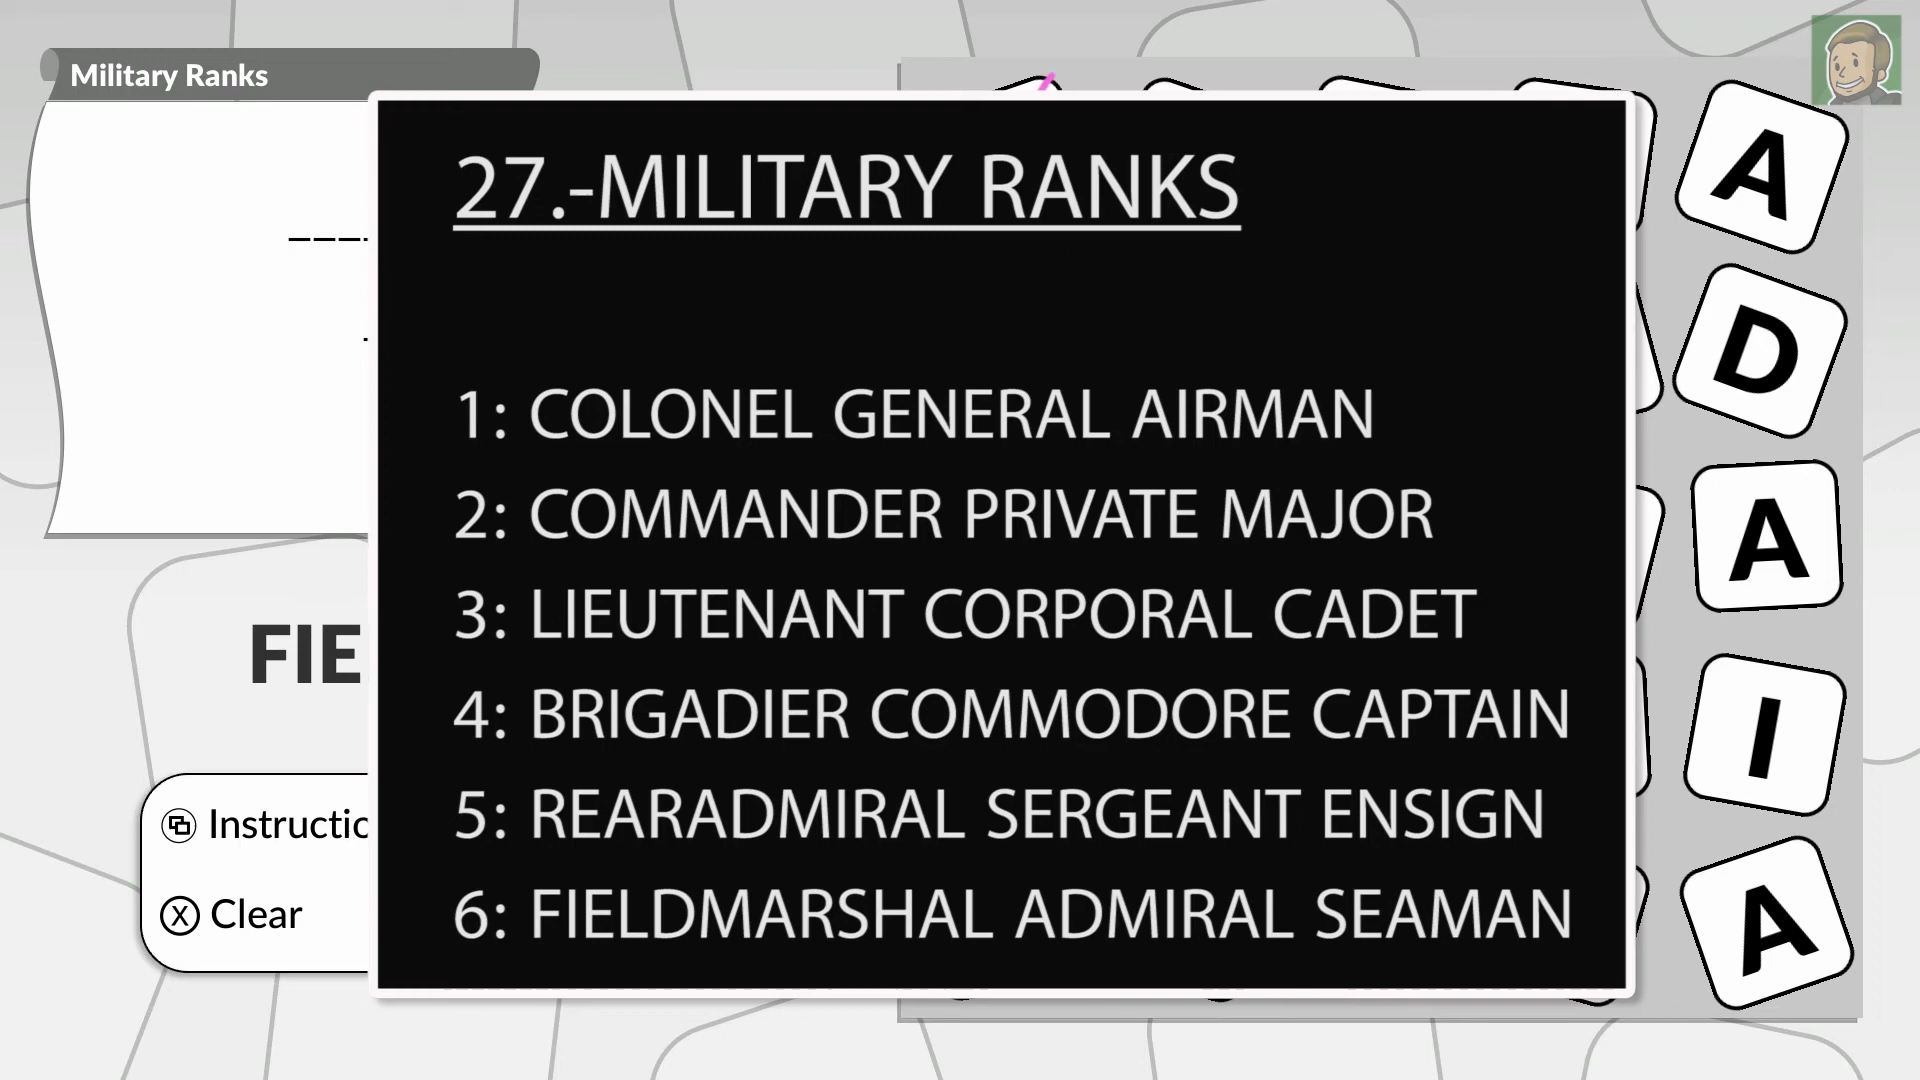 Military Ranks
27.-MILITARY RANKS
1: COLONEL GENERAL AIRMAN
2: COMMANDER PRIVATE MAJOR
3: LIEUTENANT CORPORAL CADET
4: BRIGADIER COMMODORE CAPTAIN
5: REARADMIRAL SERGEANT ENSIGN
6: FIELDMARSHAL ADMIRAL SEAMAN
A
D
A
I
A
FIE
Instructio
X Clear